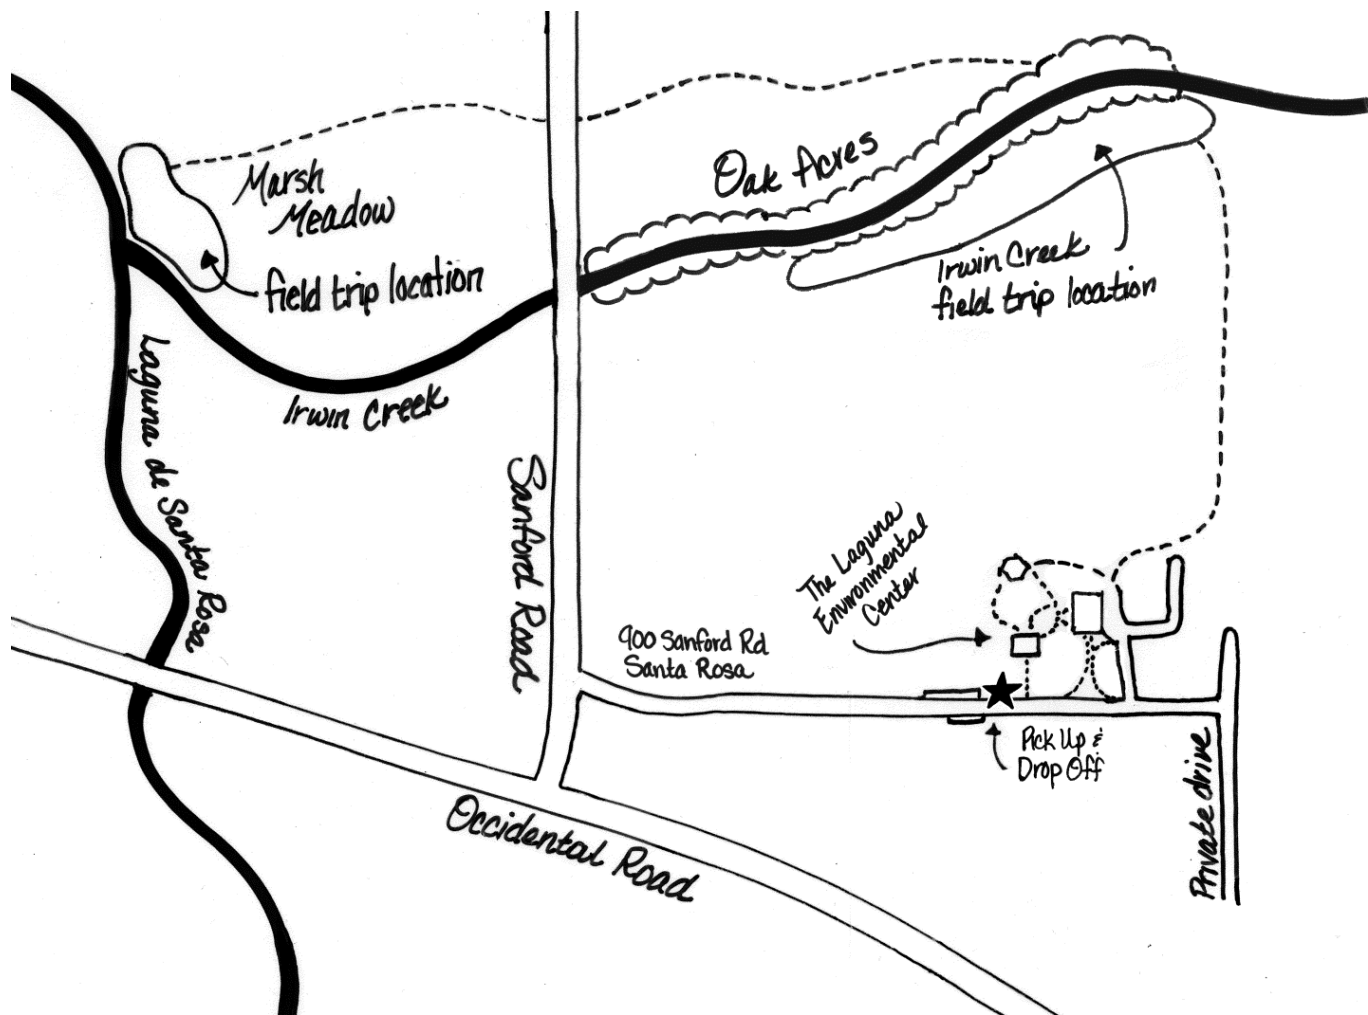 Oak Acres
Marsh
Meadow
field trip location
Irwin Creek
field trip location
Laguna de Santa Rosa
Irwin Creek
Sanford Road
The Laguna
Environmental
Center
900 Sanford Rd
Santa Rosa
Pick Up &
Drop Off
Private drive
Occidental Road